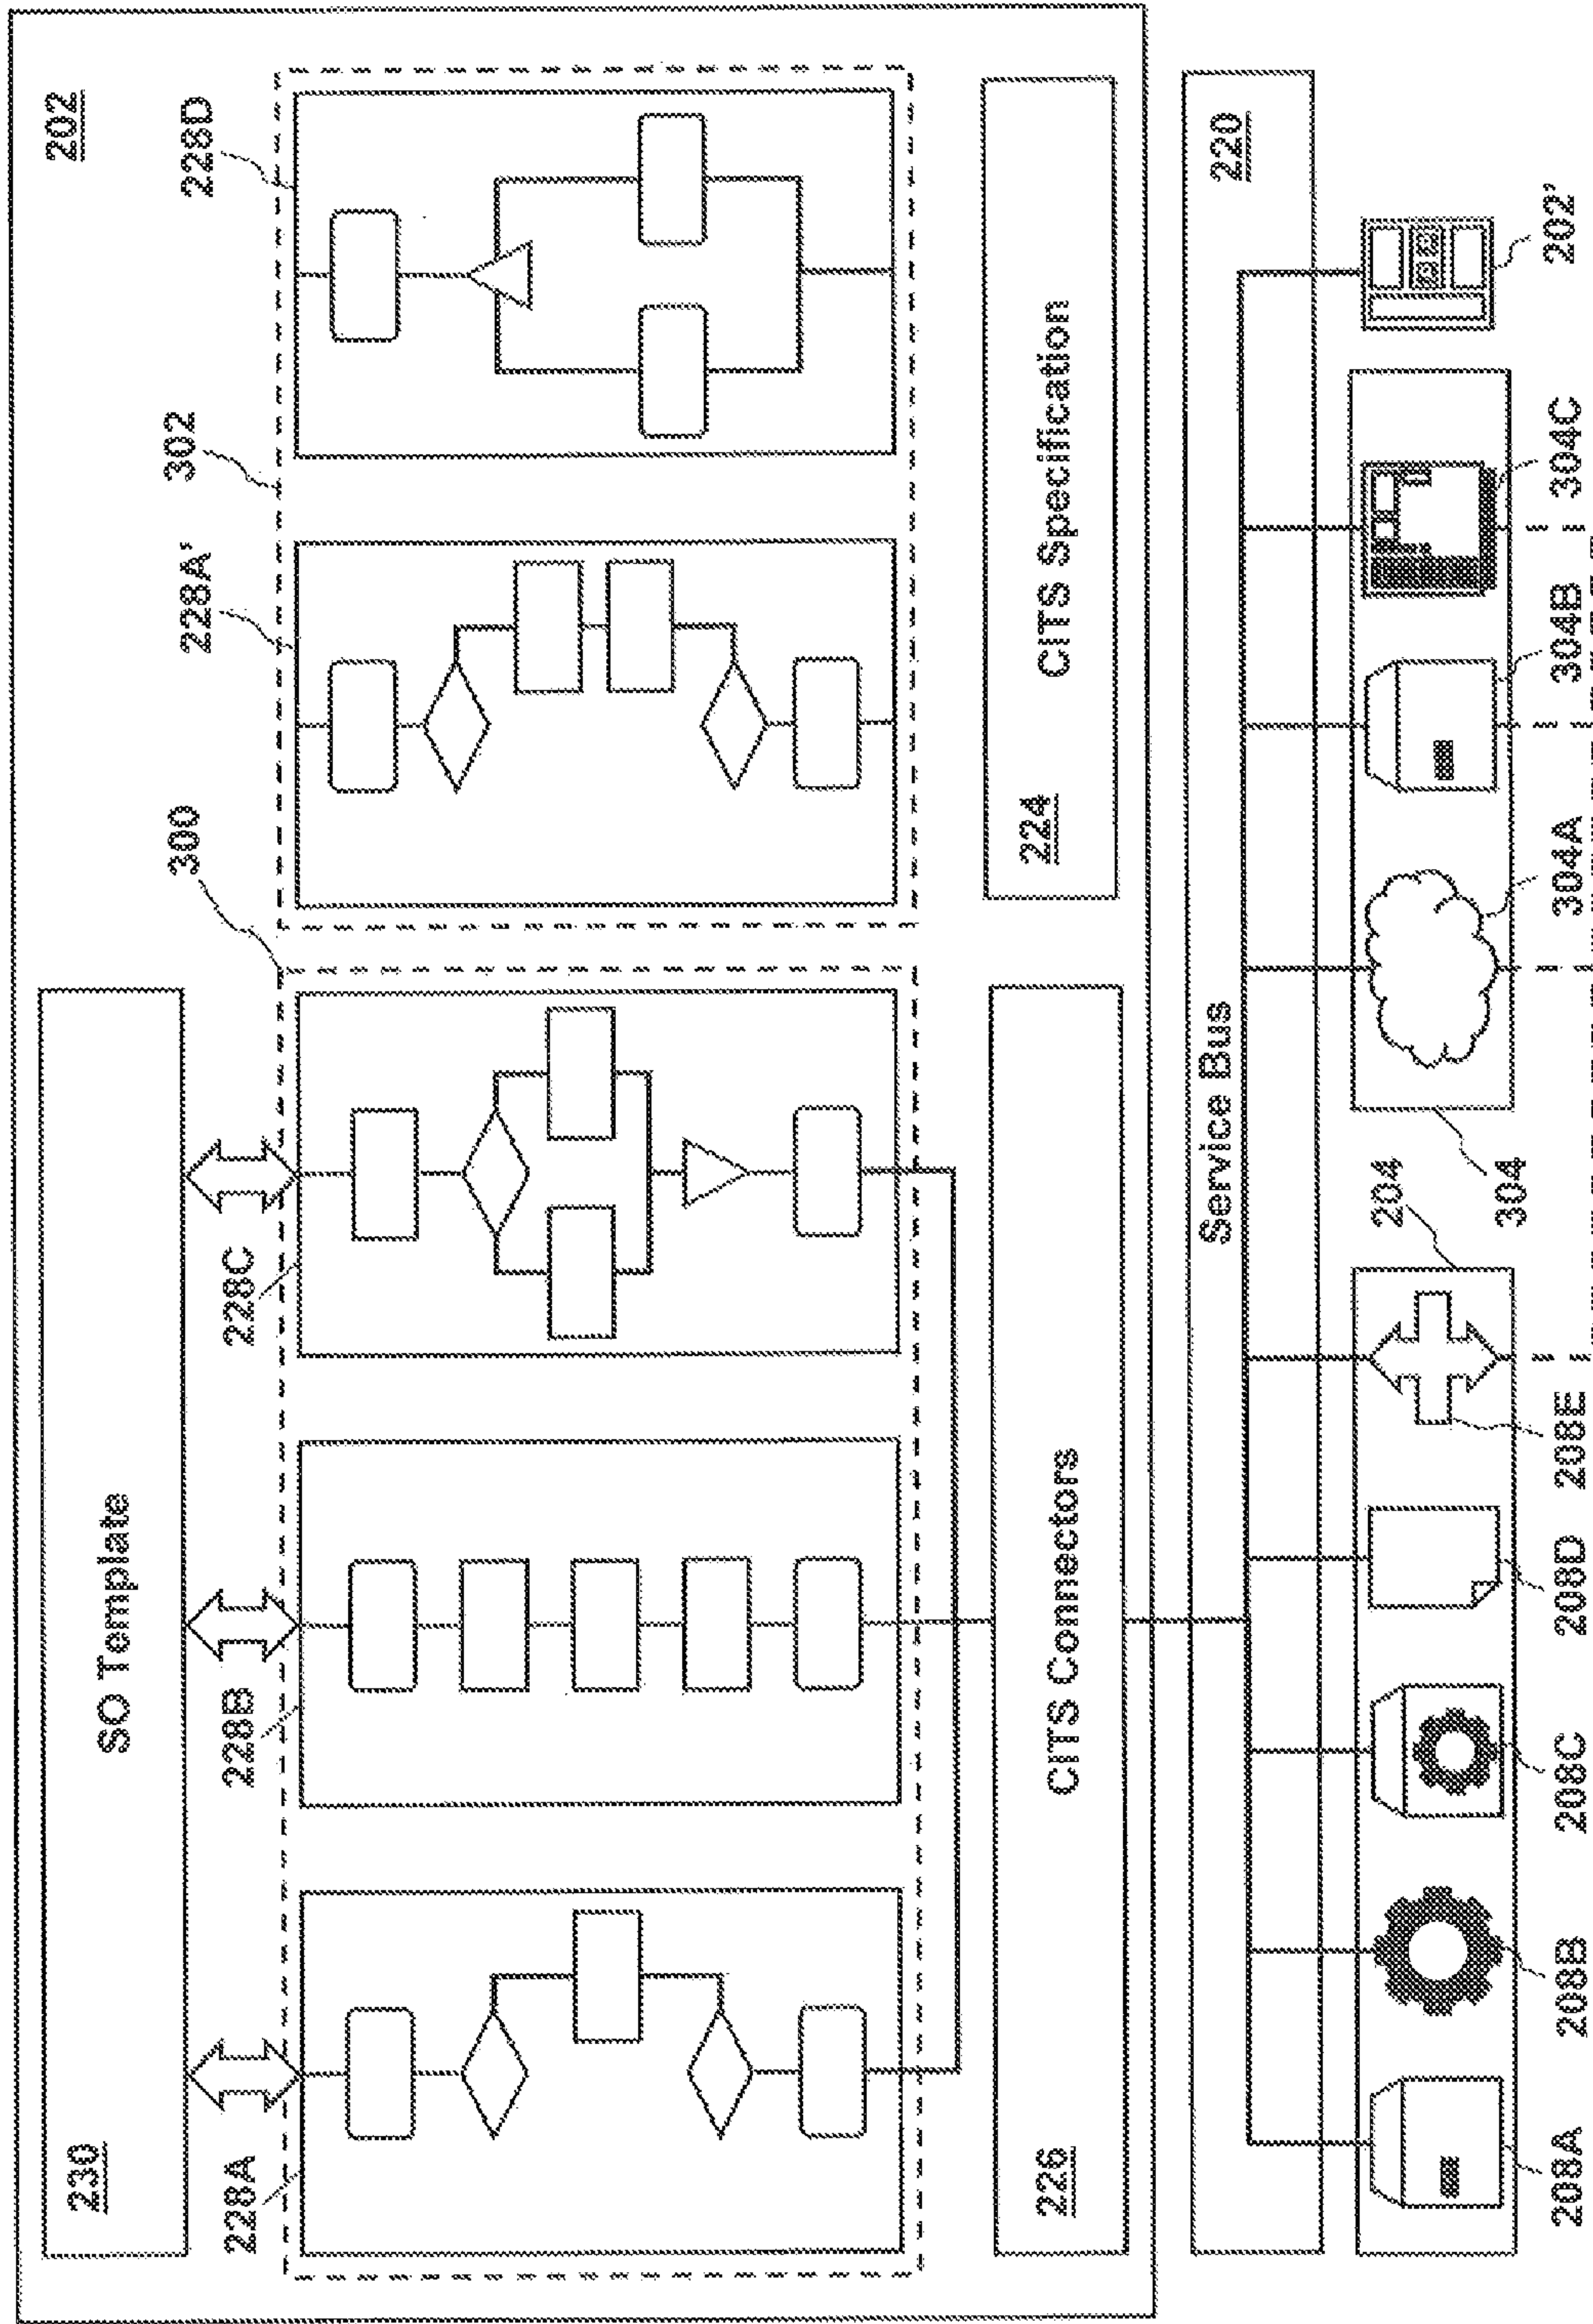 202
230
SO Template
300
302
228A
228B
228C
228A'
228D
226
CITS Connectors
224
CITS Specification
Service Bus
220
204
304
202'
208A
208B
208C
208D
208E
304A
304B
304C